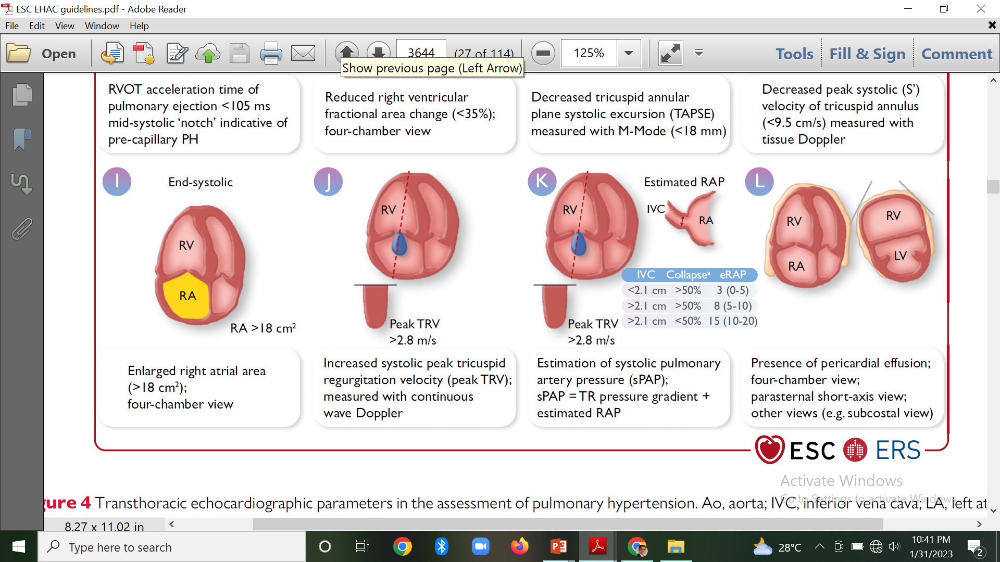 ESC EHAC guidelines.pdf - Adobe Reader
File Edit View Window Help
Open
3644 (27 of 114)
125%
Tools Fill & Sign Comment
Show previous page (Left Arrow)
RVOT acceleration time of
pulmonary ejection <105 ms
mid-systolic ‘notch’ indicative of
pre-capillary PH
Reduced right ventricular
fractional area change (<35%);
four-chamber view
Decreased tricuspid annular
plane systolic excursion (TAPSE)
measured with M-Mode (<18 mm)
Decreased peak systolic (S’)
velocity of tricuspid annulus
(<9.5 cm/s) measured with
tissue Doppler
I
End-systolic
RV
RA
RA >18 cm²
Enlarged right atrial area
(>18 cm²);
four-chamber view
J
RV
Peak TRV
>2.8 m/s
Increased systolic peak tricuspid
regurgitation velocity (peak TRV);
measured with continuous
wave Doppler
K
RV
Estimated RAP
IVC
RA
IVC Collapseᵃ eRAP
<2.1 cm >50% 3 (0-5)
>2.1 cm >50% 8 (5-10)
>2.1 cm <50% 15 (10-20)
Peak TRV
>2.8 m/s
Estimation of systolic pulmonary
artery pressure (sPAP);
sPAP = TR pressure gradient +
estimated RAP
L
RV
RA
RV
LV
Presence of pericardial effusion;
four-chamber view;
parasternal short-axis view;
other views (e.g. subcostal view)
ESC ERS
Activate Windows
Go to Settings to activate Windows.
gure 4 Transthoracic echocardiographic parameters in the assessment of pulmonary hypertension. Ao, aorta; IVC, inferior vena cava; LA, left at
8.27 x 11.02 in
Type here to search
28°C
10:41 PM
1/31/2023
2